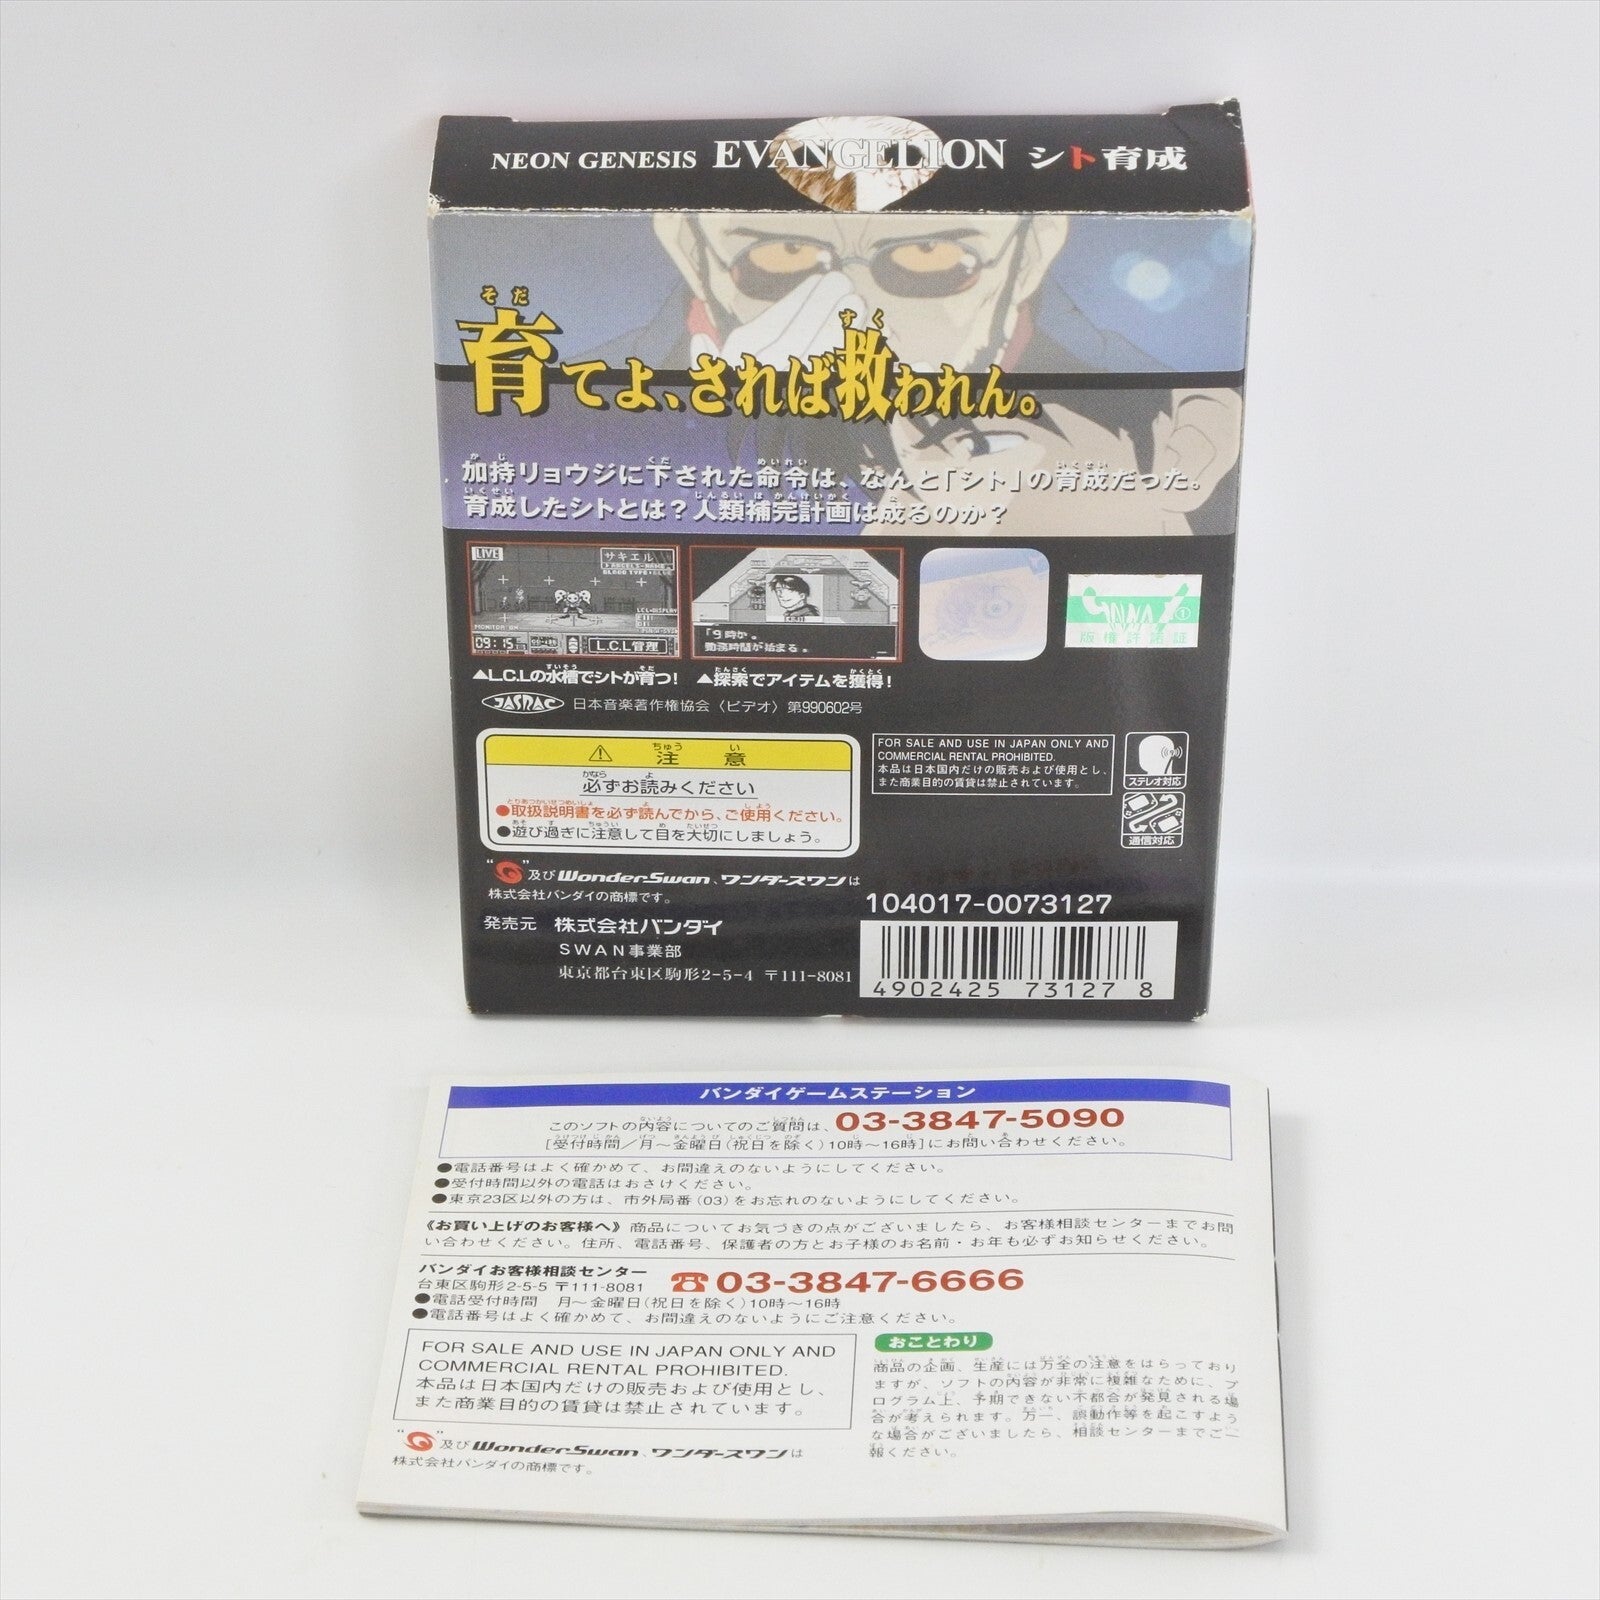 NEON GENESIS EVANGELION シト育成
育てよ、されば救われん。
加持リョウジに下された命令は、なんと「シト」の育成だった。
育成したシトとは?人類補完計画は成るのか?
LIVE
サキエル
ANGELS-NAME
BLOOD TYPE:BLUE
LCL-DISPLAY
MONITOR ON
09:15
L.C.L管理
「9時か。
勤務時間が始まる。
GAINAX
版権許諾証
▲L.C.Lの水槽でシトが育つ!
▲探索でアイテムを獲得!
JASRAC 日本音楽著作権協会〈ビデオ〉第990602号
注意
必ずお読みください
●取扱説明書を必ず読んでから、ご使用ください。
●遊び過ぎに注意して目を大切にしましょう。
FOR SALE AND USE IN JAPAN ONLY AND
COMMERCIAL RENTAL PROHIBITED.
本品は日本国内だけの販売および使用とし、
また商業目的の賃貸は禁止されています。
ステレオ対応
通信対応
“ ”及びWonderSwan、ワンダースワンは
株式会社バンダイの商標です。
発売元 株式会社バンダイ
SWAN事業部
東京都台東区駒形2-5-4 〒111-8081
104017-0073127
4902425 73127 8
バンダイゲームステーション
このソフトの内容についてのご質問は、03-3847-5090
[受付時間/月~金曜日(祝日を除く)10時~16時]にお問い合わせください。
●電話番号はよく確かめて、お間違えのないようにしてください。
●受付時間以外の電話はおさけください。
●東京23区以外の方は、市外局番(03)をお忘れのないようにしてください。
《お買い上げのお客様へ》商品についてお気づきの点がございましたら、お客様相談センターまでお問
い合わせください。住所、電話番号、保護者の方とお子様のお名前・お年も必ずお知らせください。
バンダイお客様相談センター
台東区駒形2-5-5 〒111-8081
☎03-3847-6666
●電話受付時間 月~金曜日(祝日を除く)10時~16時
●電話番号はよく確かめて、お間違えのないようにご注意ください。
FOR SALE AND USE IN JAPAN ONLY AND
COMMERCIAL RENTAL PROHIBITED.
本品は日本国内だけの販売および使用とし、
また商業目的の賃貸は禁止されています。
“ ”及びWonderSwan、ワンダースワンは
株式会社バンダイの商標です。
おことわり
商品の企画、生産には万全の注意をはらっており
ますが、ソフトの内容が非常に複雑なために、プ
ログラム上、予期できない不都合が発見される場
合が考えられます。万一、誤動作等を起こすよう
な場合がございましたら、相談センターまでご一
報ください。